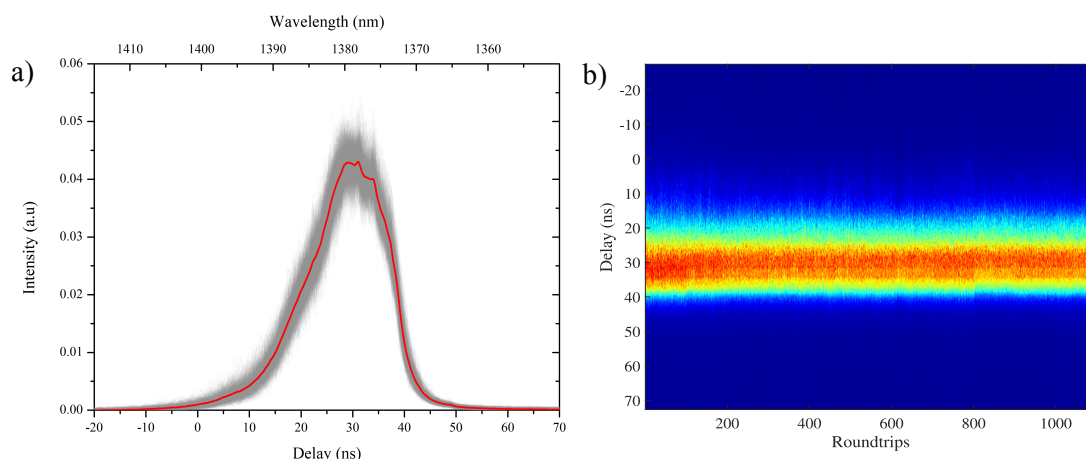 Wavelength (nm)
1410 1400 1390 1380 1370 1360
a)
0.06
0.05
0.04
0.03
0.02
0.01
0.00
Intensity (a.u)
-20 -10 0 10 20 30 40 50 60 70
Delay (ns)
b)
-20
-10
0
10
20
30
40
50
60
70
Delay (ns)
200 400 600 800 1000
Roundtrips